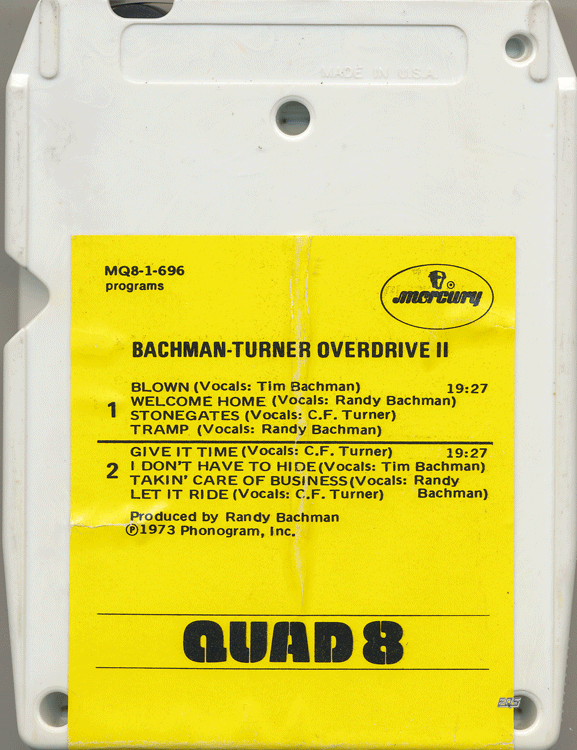 MADE IN U.S.A.
MQ8-1-696
programs
mercury
BACHMAN-TURNER OVERDRIVE II
1
BLOWN (Vocals: Tim Bachman) 19:27
WELCOME HOME (Vocals: Randy Bachman)
STONEGATES (Vocals: C.F. Turner)
TRAMP (Vocals: Randy Bachman)
2
GIVE IT TIME (Vocals: C.F. Turner) 19:27
I DON'T HAVE TO HIDE (Vocals: Tim Bachman)
TAKIN' CARE OF BUSINESS (Vocals: Randy
LET IT RIDE (Vocals: C.F. Turner) Bachman)
Produced by Randy Bachman
℗1973 Phonogram, Inc.
QUAD 8